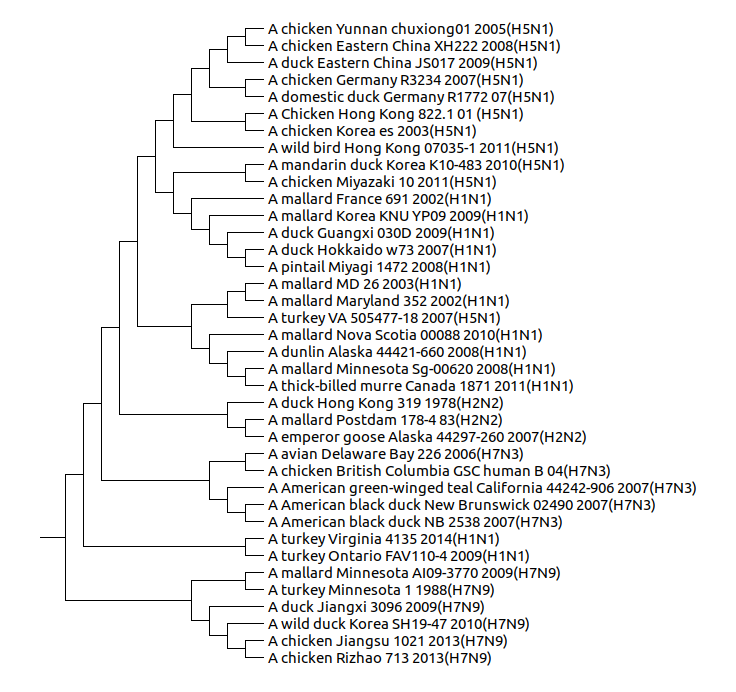 A chicken Yunnan chuxiong01 2005(H5N1)
A chicken Eastern China XH222 2008(H5N1)
A duck Eastern China JS017 2009(H5N1)
A chicken Germany R3234 2007(H5N1)
A domestic duck Germany R1772 07(H5N1)
A Chicken Hong Kong 822.1 01 (H5N1)
A chicken Korea es 2003(H5N1)
A wild bird Hong Kong 07035-1 2011(H5N1)
A mandarin duck Korea K10-483 2010(H5N1)
A chicken Miyazaki 10 2011(H5N1)
A mallard France 691 2002(H1N1)
A mallard Korea KNU YP09 2009(H1N1)
A duck Guangxi 030D 2009(H1N1)
A duck Hokkaido w73 2007(H1N1)
A pintail Miyagi 1472 2008(H1N1)
A mallard MD 26 2003(H1N1)
A mallard Maryland 352 2002(H1N1)
A turkey VA 505477-18 2007(H5N1)
A mallard Nova Scotia 00088 2010(H1N1)
A dunlin Alaska 44421-660 2008(H1N1)
A mallard Minnesota Sg-00620 2008(H1N1)
A thick-billed murre Canada 1871 2011(H1N1)
A duck Hong Kong 319 1978(H2N2)
A mallard Postdam 178-4 83(H2N2)
A emperor goose Alaska 44297-260 2007(H2N2)
A avian Delaware Bay 226 2006(H7N3)
A chicken British Columbia GSC human B 04(H7N3)
A American green-winged teal California 44242-906 2007(H7N3)
A American black duck New Brunswick 02490 2007(H7N3)
A American black duck NB 2538 2007(H7N3)
A turkey Virginia 4135 2014(H1N1)
A turkey Ontario FAV110-4 2009(H1N1)
A mallard Minnesota AI09-3770 2009(H7N9)
A turkey Minnesota 1 1988(H7N9)
A duck Jiangxi 3096 2009(H7N9)
A wild duck Korea SH19-47 2010(H7N9)
A chicken Jiangsu 1021 2013(H7N9)
A chicken Rizhao 713 2013(H7N9)